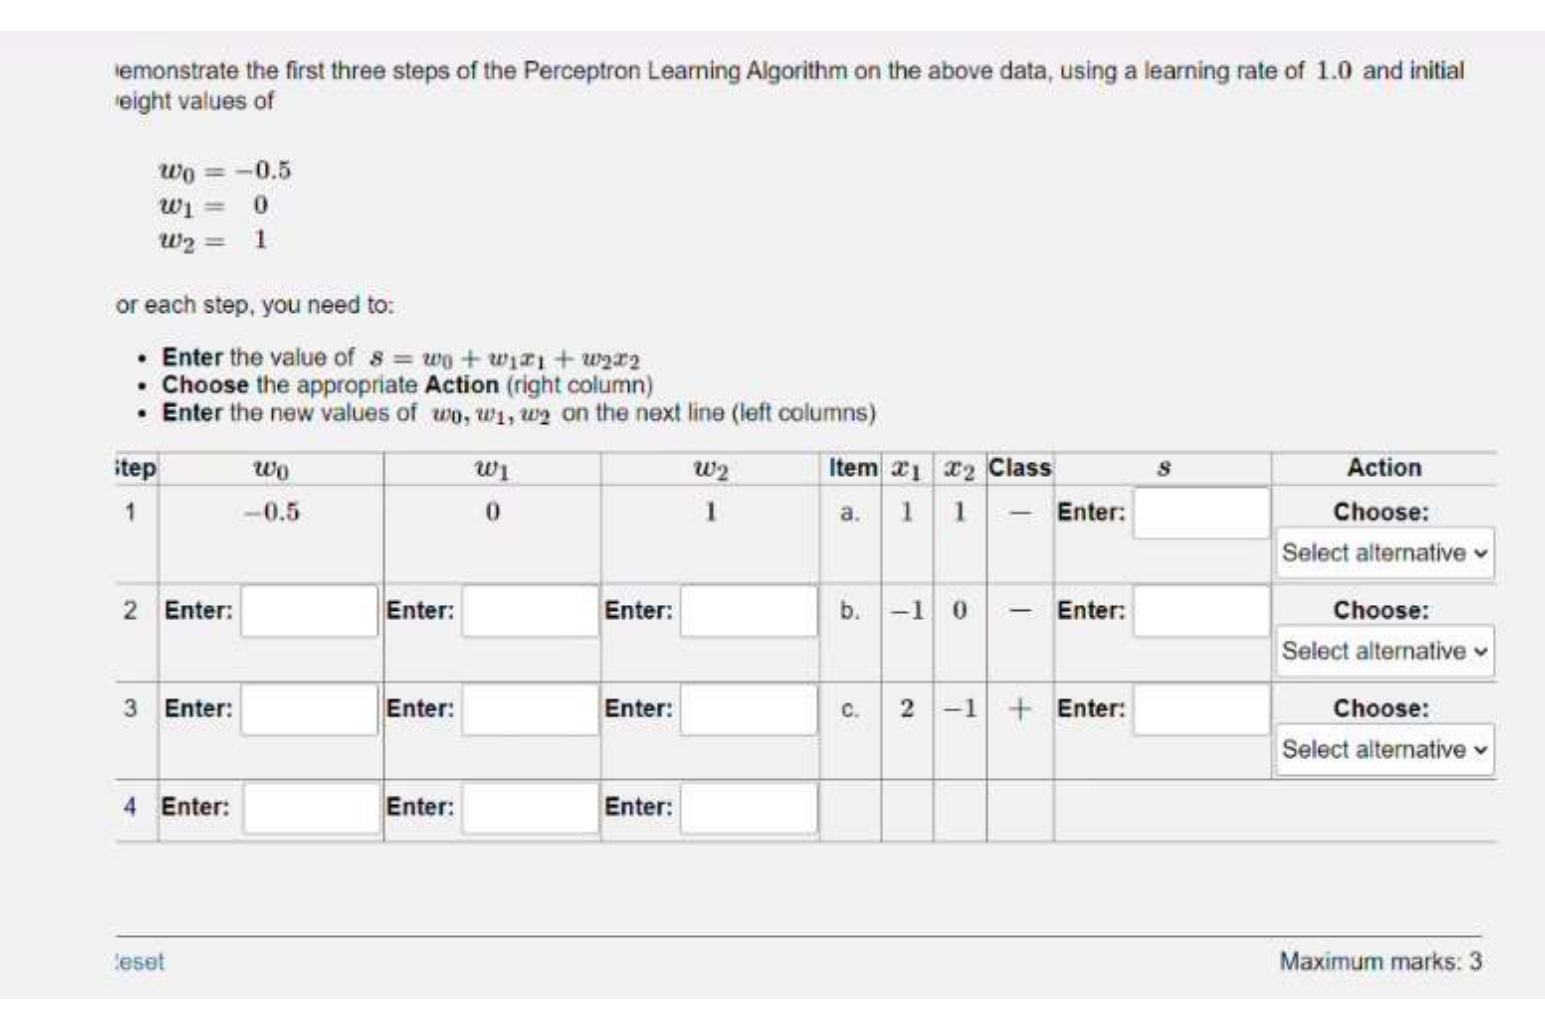 emonstrate the first three steps of the Perceptron Learning Algorithm on the above data, using a learning rate of 1.0 and initial
eight values of
w₀ = −0.5
w₁ = 0
w₂ = 1
or each step, you need to:
• Enter the value of s = w₀ + w₁x₁ + w₂x₂
• Choose the appropriate Action (right column)
• Enter the new values of w₀, w₁, w₂ on the next line (left columns)
Step w₀ w₁ w₂ Item x₁ x₂ Class s Action
1 −0.5 0 1 a. 1 1 − Enter: Choose:
Select alternative
2 Enter: Enter: Enter: b. −1 0 − Enter: Choose:
Select alternative
3 Enter: Enter: Enter: c. 2 −1 + Enter: Choose:
Select alternative
4 Enter: Enter: Enter:
eset Maximum marks: 3